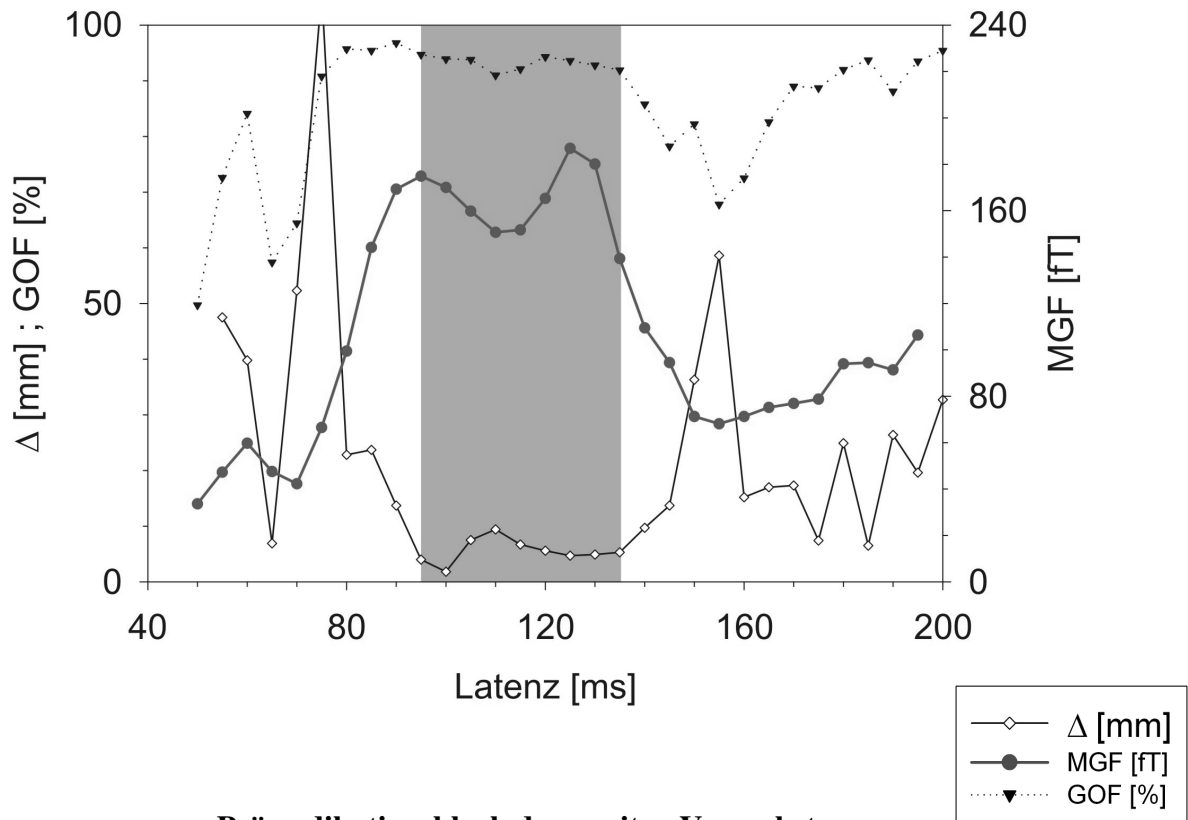 100
50
0
Δ [mm] ; GOF [%]
240
160
80
0
MGF [fT]
40 80 120 160 200
Latenz [ms]
Δ [mm]
MGF [fT]
GOF [%]